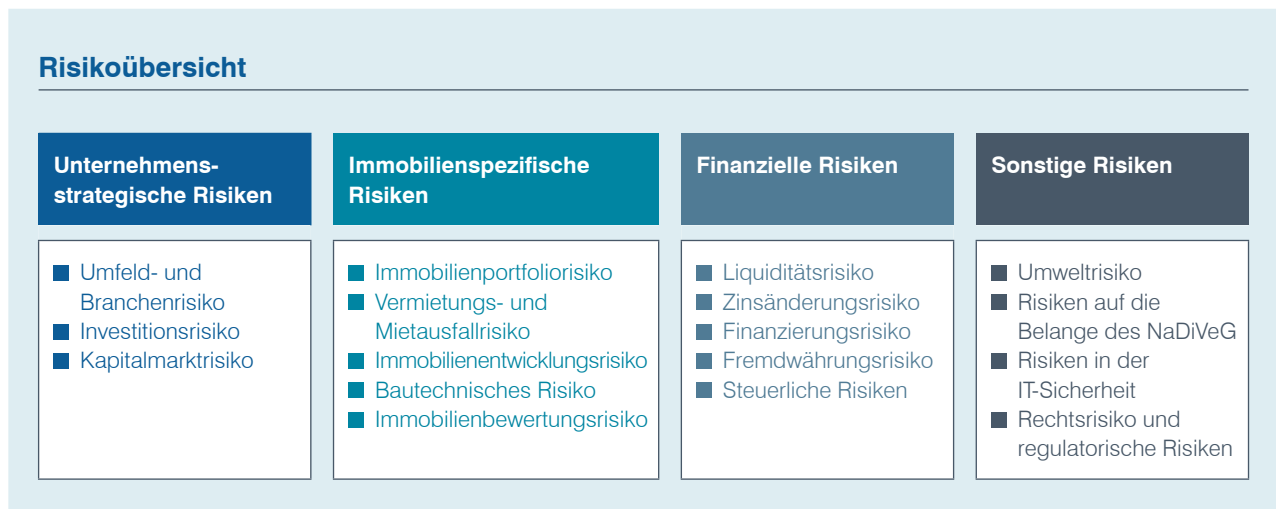 Risikoübersicht
Unternehmens-
strategische Risiken
Umfeld- und
Branchenrisiko
Investitionsrisiko
Kapitalmarktrisiko
Immobilienspezifische
Risiken
Immobilienportfoliorisiko
Vermietungs- und
Mietausfallrisiko
Immobilienentwicklungsrisiko
Bautechnisches Risiko
Immobilienbewertungsrisiko
Finanzielle Risiken
Liquiditätsrisiko
Zinsänderungsrisiko
Finanzierungsrisiko
Fremdwährungsrisiko
Steuerliche Risiken
Sonstige Risiken
Umweltrisiko
Risiken auf die
Belange des NaDiVeG
Risiken in der
IT-Sicherheit
Rechtsrisiko und
regulatorische Risiken